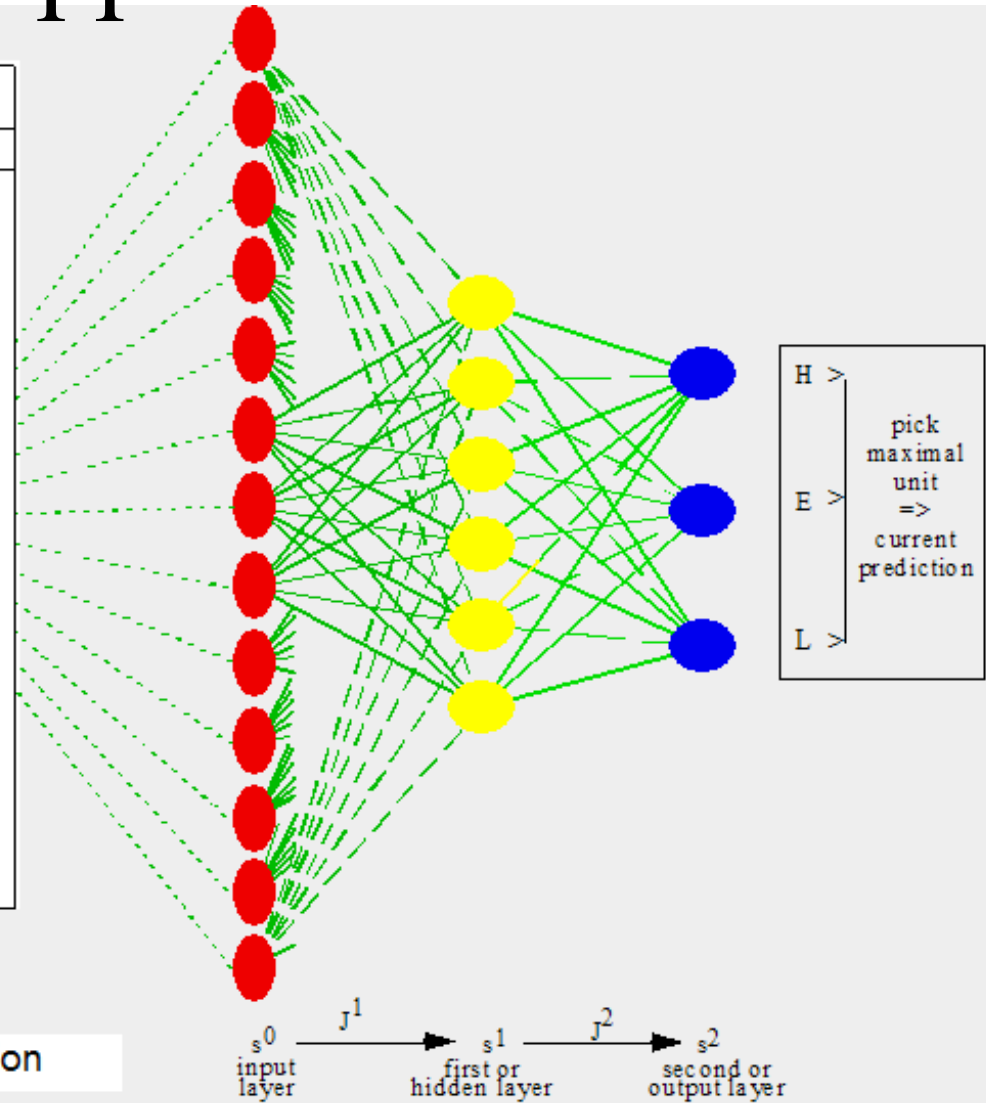 H >
pick
maximal
unit
E >
=>
current
prediction
L >
J1
J2
s0
s1
s2
input
layer
first or
hidden layer
second or
output layer
on